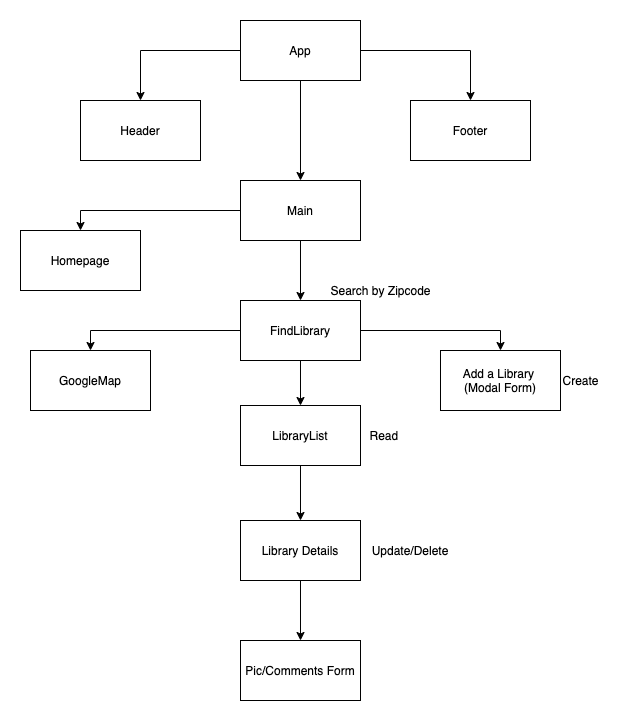 App
Header
Footer
Main
Homepage
Search by Zipcode
FindLibrary
GoogleMap
Add a Library
(Modal Form)
Create
LibraryList
Read
Library Details
Update/Delete
Pic/Comments Form